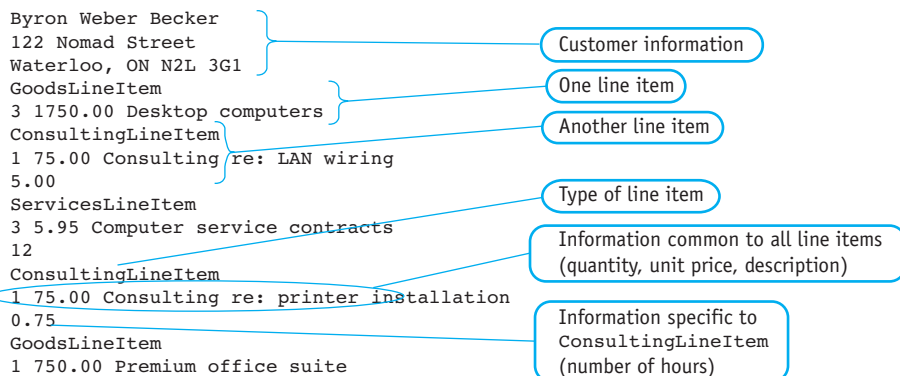 Byron Weber Becker
122 Nomad Street
Waterloo, ON N2L 3G1
GoodsLineItem
3 1750.00 Desktop computers
ConsultingLineItem
1 75.00 Consulting re: LAN wiring
5.00
ServicesLineItem
3 5.95 Computer service contracts
12
ConsultingLineItem
1 75.00 Consulting re: printer installation
0.75
GoodsLineItem
1 750.00 Premium office suite
Customer information
One line item
Another line item
Type of line item
Information common to all line items
(quantity, unit price, description)
Information specific to
ConsultingLineItem
(number of hours)